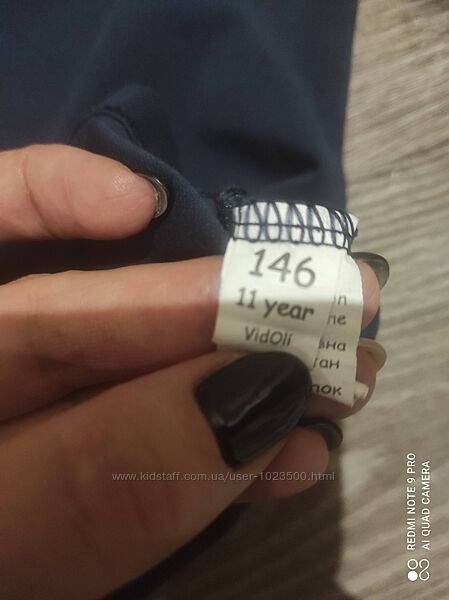 146
11 year
VidOli
www.kidstaff.com.ua/user-1023500.html
REDMI NOTE 9 PRO
AI QUAD CAMERA